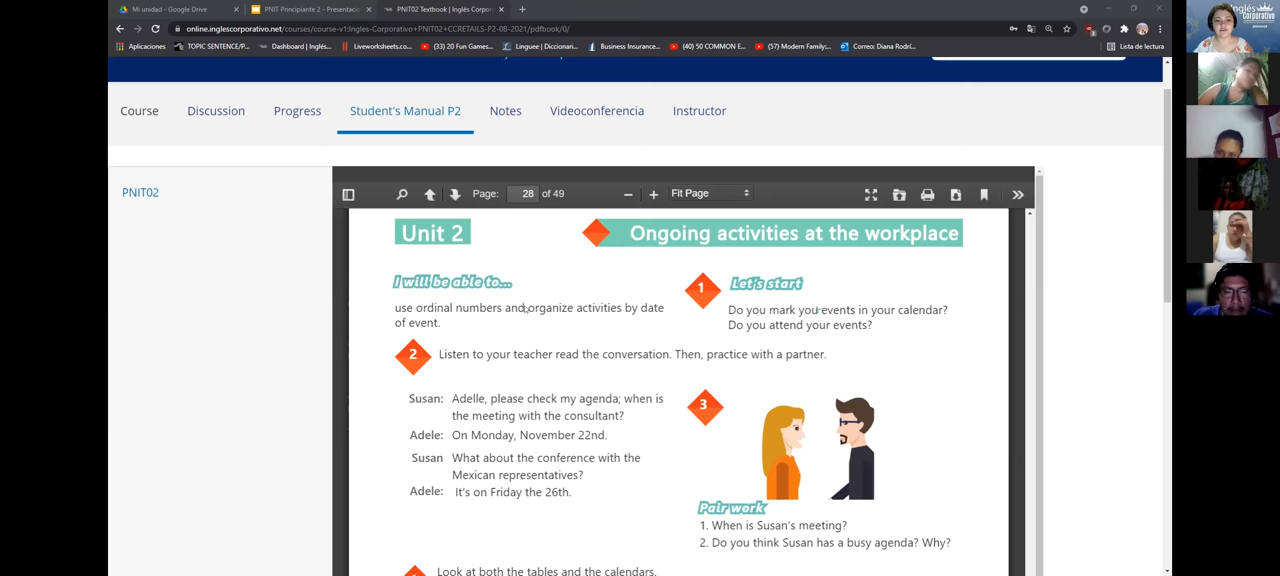 Mi unidad - Google Drive
PNIT Principiante 2 - Presentacio
PNIT02 Textbook | Inglés Corpora
online.inglescorporativo.net/courses/course-v1:Ingles-Corporativo+PNIT02+CCRETAILS-P2-08-2021/pdfbook/0/
Aplicaciones
TOPIC SENTENCE/P...
Dashboard | Inglés...
Liveworksheets.co...
(33) 20 Fun Games...
Linguee | Diccionari...
Business Insurance...
(40) 50 COMMON E...
(57) Modern Family:...
Correo: Diana Rodrí...
Lista de lectura
Inglés
Corporativo
Course
Discussion
Progress
Student's Manual P2
Notes
Videoconferencia
Instructor
PNIT02
Page: 28 of 49
Fit Page
Unit 2
Ongoing activities at the workplace
I will be able to...
use ordinal numbers and organize activities by date
of event.
1
Let's start
Do you mark you events in your calendar?
Do you attend your events?
2
Listen to your teacher read the conversation. Then, practice with a partner.
Susan: Adelle, please check my agenda; when is
the meeting with the consultant?
Adele: On Monday, November 22nd.
Susan What about the conference with the
Mexican representatives?
Adele: It's on Friday the 26th.
3
Pair work
1. When is Susan's meeting?
2. Do you think Susan has a busy agenda? Why?
Look at both the tables and the calendars.